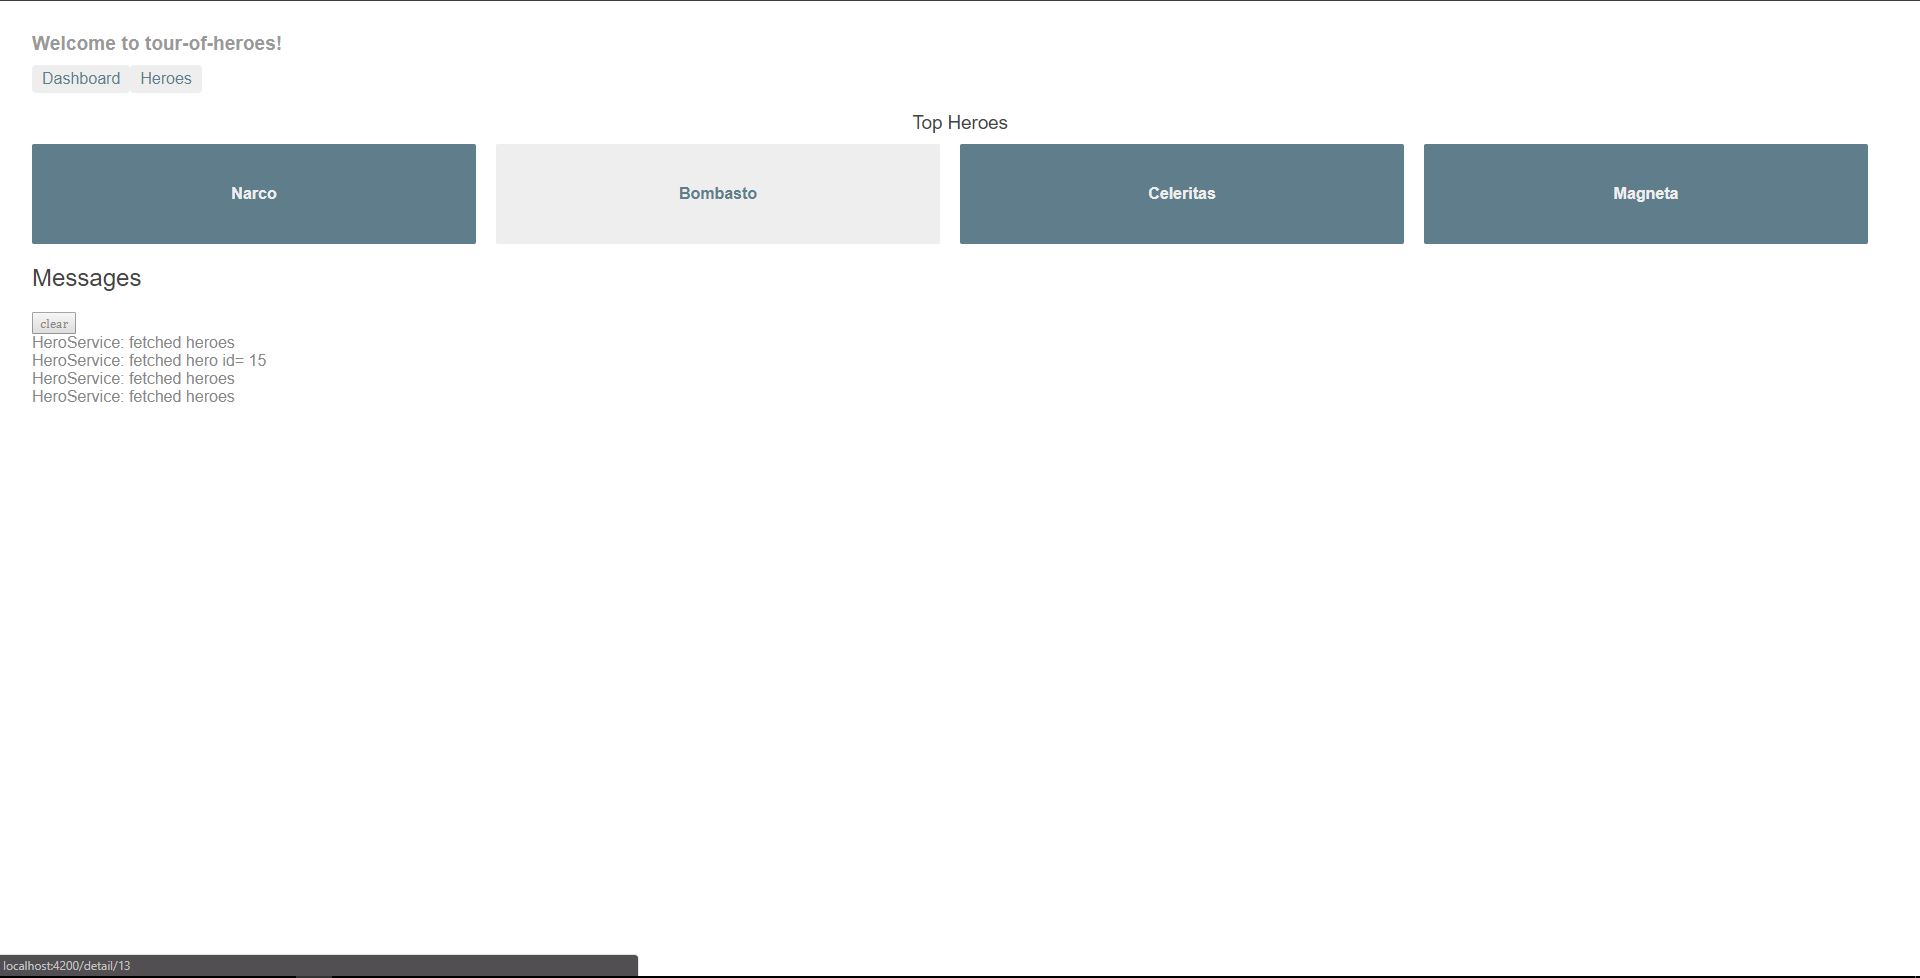 Welcome to tour-of-heroes!
Dashboard Heroes
Top Heroes
Narco Bombasto Celeritas Magneta
Messages
clear
HeroService: fetched heroes
HeroService: fetched hero id= 15
HeroService: fetched heroes
HeroService: fetched heroes
localhost:4200/detail/13